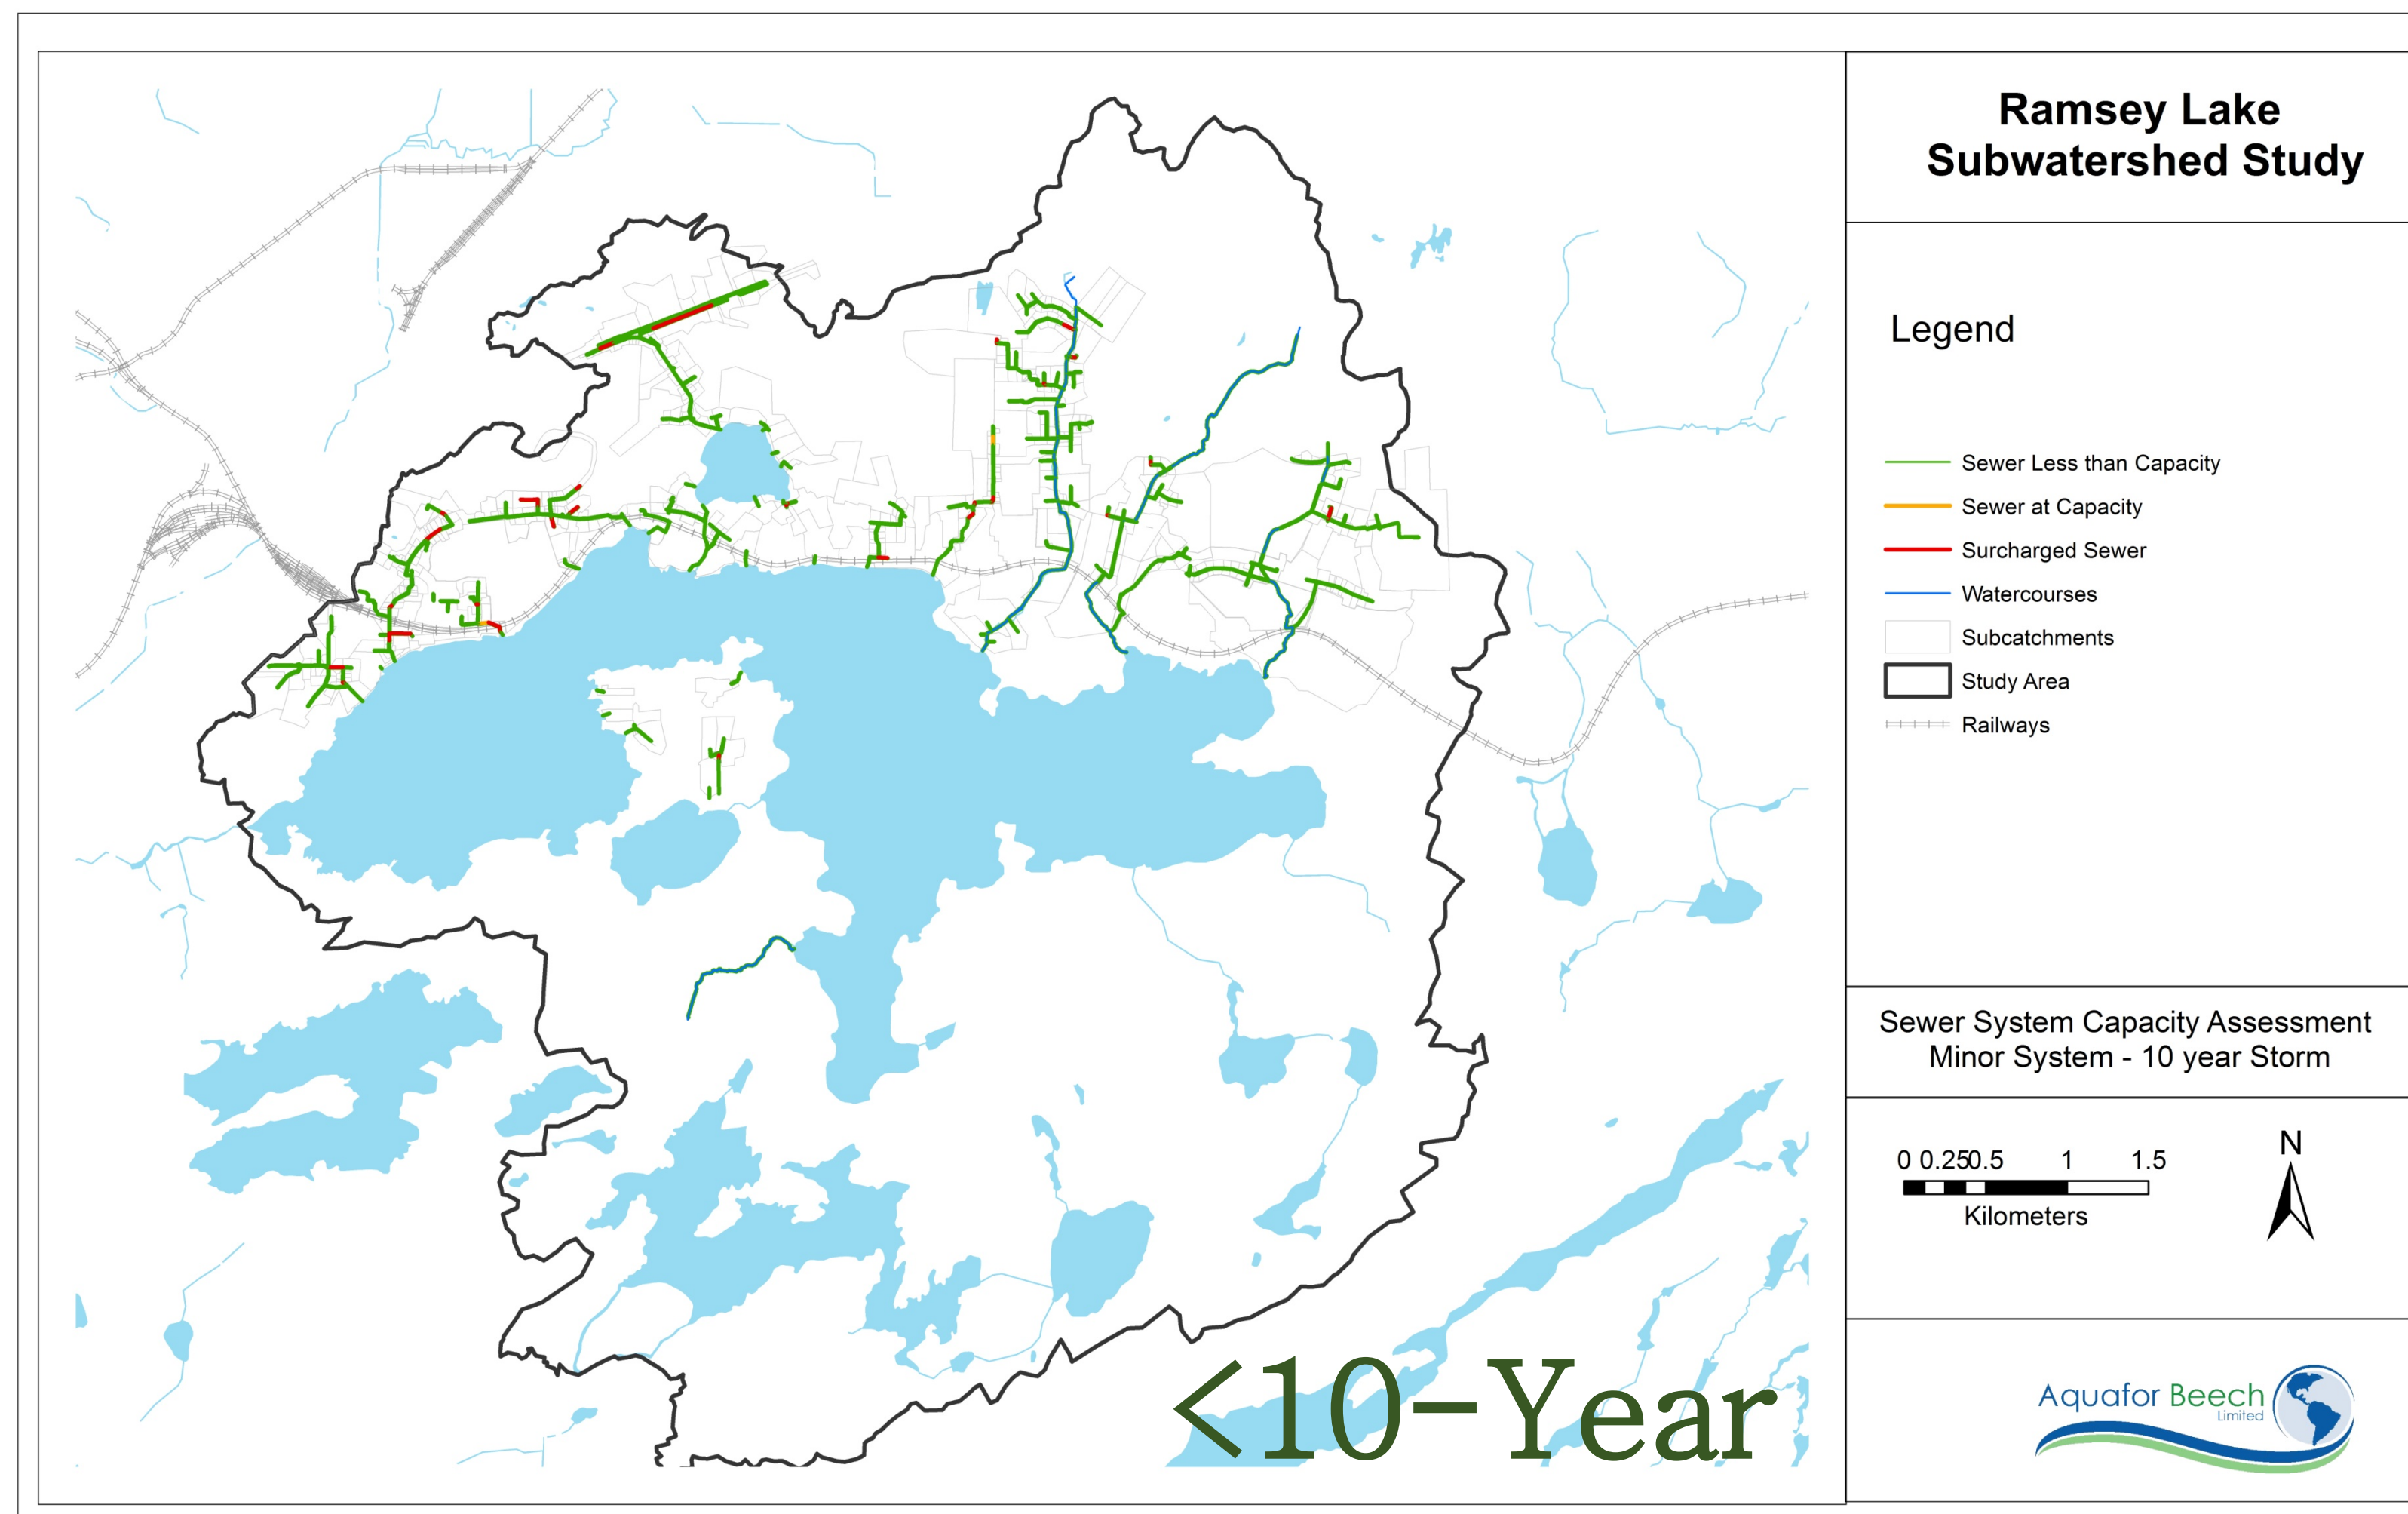 Ramsey Lake
Subwatershed Study
Legend
Sewer Less than Capacity
Sewer at Capacity
Surcharged Sewer
Watercourses
Subcatchments
Study Area
Railways
Sewer System Capacity Assessment
Minor System - 10 year Storm
0 0.25 0.5 1 1.5
Kilometers
N
Aquafor Beech
Limited
<10-Year